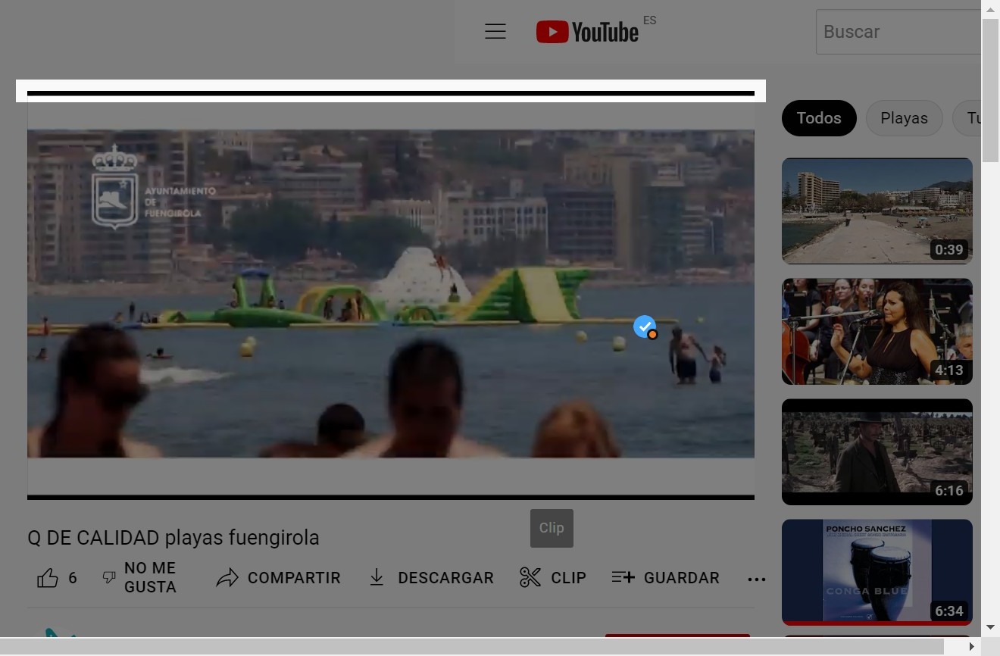 YouTube ES
Buscar
Todos
Playas
Tu
AYUNTAMIENTO
DE
FUENGIROLA
0:39
4:13
6:16
PONCHO SANCHEZ
CONGA BLUE
6:34
Clip
Q DE CALIDAD playas fuengirola
6
NO ME
GUSTA
COMPARTIR
DESCARGAR
CLIP
GUARDAR